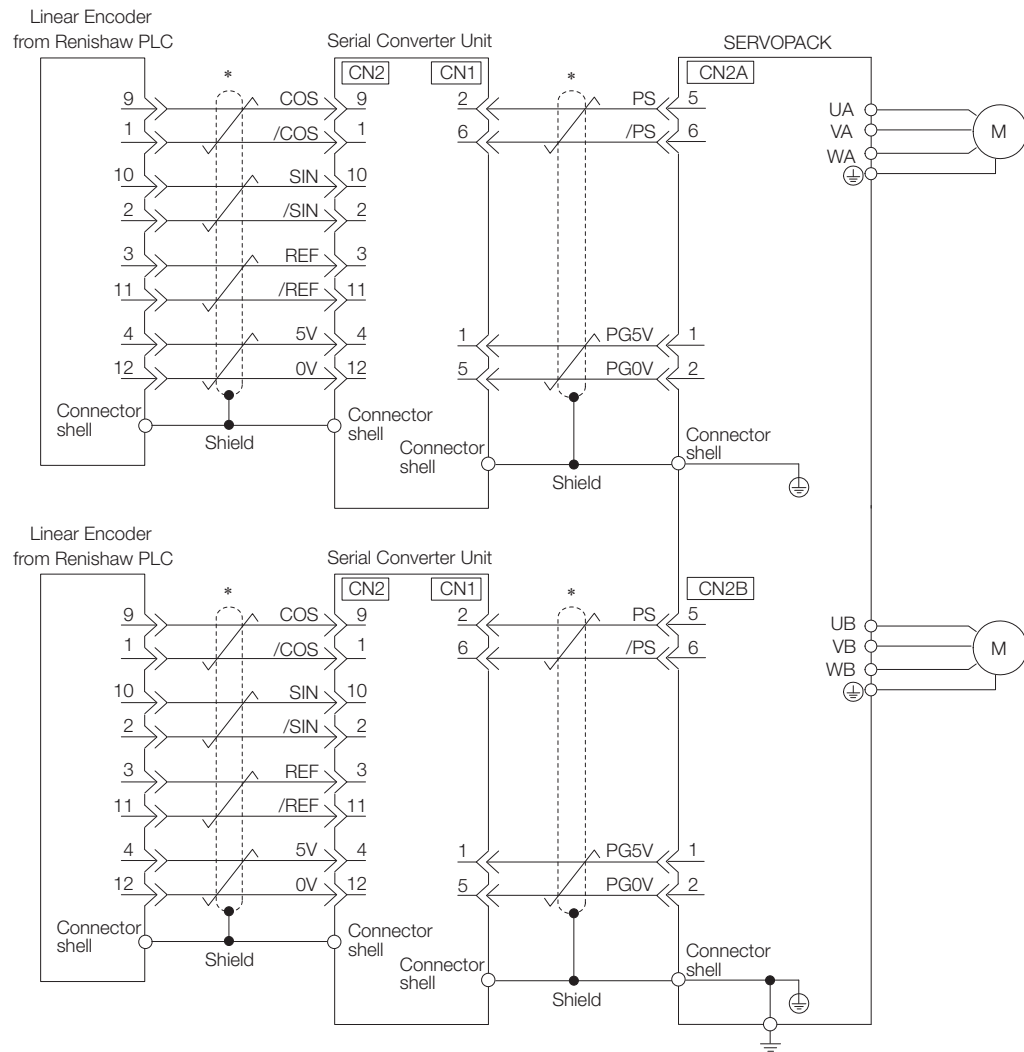 Linear Encoder
from Renishaw PLC
Serial Converter Unit
SERVOPACK
*
CN2
CN1
*
CN2A
9 COS 9
2 PS 5
1 /COS 1
6 /PS 6
UA
VA
WA
M
10 SIN 10
2 /SIN 2
3 REF 3
11 /REF 11
4 5V 4
1 PG5V 1
12 0V 12
5 PG0V 2
Connector
shell
Shield
Connector
shell
Connector
shell
Shield
Connector
shell
Linear Encoder
from Renishaw PLC
Serial Converter Unit
*
CN2
CN1
*
CN2B
9 COS 9
2 PS 5
1 /COS 1
6 /PS 6
UB
VB
WB
M
10 SIN 10
2 /SIN 2
3 REF 3
11 /REF 11
4 5V 4
1 PG5V 1
12 0V 12
5 PG0V 2
Connector
shell
Shield
Connector
shell
Connector
shell
Shield
Connector
shell